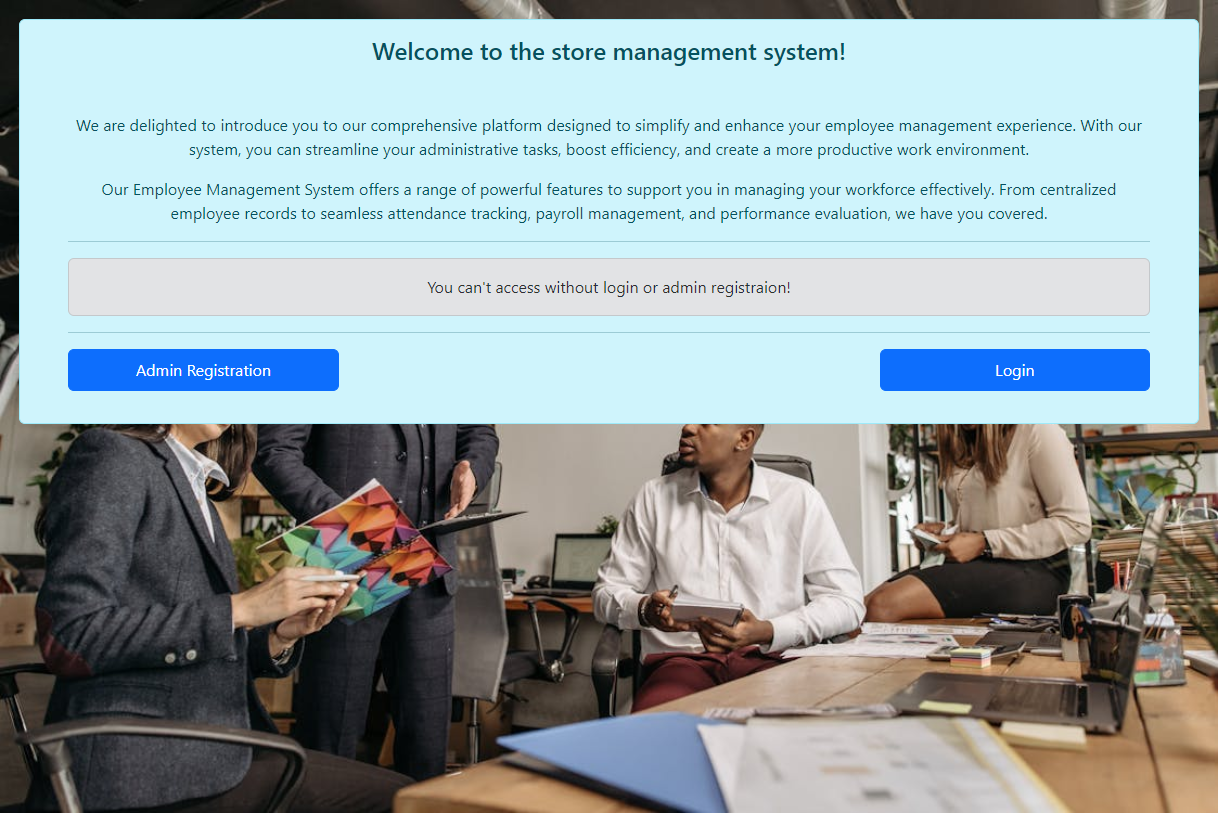 Welcome to the store management system!
We are delighted to introduce you to our comprehensive platform designed to simplify and enhance your employee management experience. With our
system, you can streamline your administrative tasks, boost efficiency, and create a more productive work environment.
Our Employee Management System offers a range of powerful features to support you in managing your workforce effectively. From centralized
employee records to seamless attendance tracking, payroll management, and performance evaluation, we have you covered.
You can't access without login or admin registraion!
Admin Registration
Login